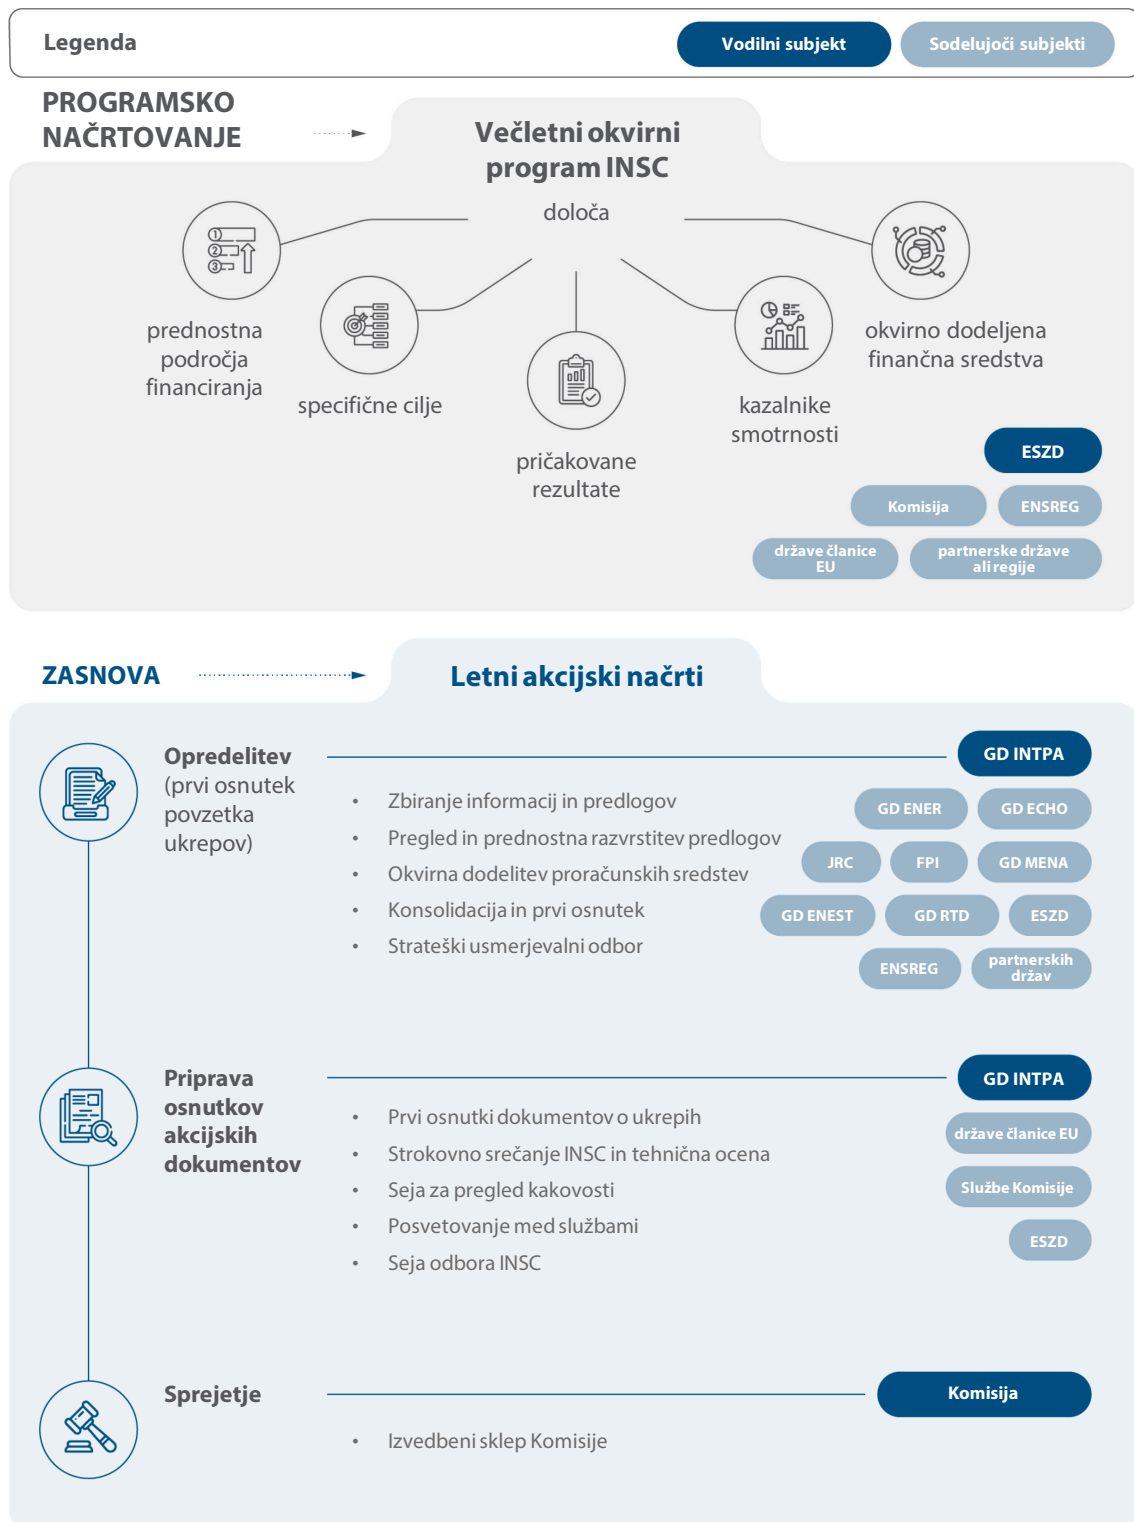 Legenda
Vodilni subjekt
Sodelujoči subjekti
PROGRAMSKO
NAČRTOVANJE
Večletni okvirni
program INSC
določa
1
2
3
prednostna
področja
financiranja
specifične cilje
pričakovane
rezultate
kazalnike
smotrnosti
okvirno dodeljena
finančna sredstva
ESZD
Komisija
ENSREG
države članice
EU
partnerske države
ali regije
ZASNOVA
Letni akcijski načrti
Opredelitev
(prvi osnutek
povzetka
ukrepov)
• Zbiranje informacij in predlogov
• Pregled in prednostna razvrstitev predlogov
• Okvirna dodelitev proračunskih sredstev
• Konsolidacija in prvi osnutek
• Strateški usmerjevalni odbor
GD INTPA
GD ENER
GD ECHO
JRC
FPI
GD MENA
GD ENEST
GD RTD
ESZD
ENSREG
partnerskih
držav
Priprava
osnutkov
akcijskih
dokumentov
• Prvi osnutki dokumentov o ukrepih
• Strokovno srečanje INSC in tehnična ocena
• Seja za pregled kakovosti
• Posvetovanje med službami
• Seja odbora INSC
GD INTPA
države članice EU
Službe Komisije
ESZD
Sprejetje
Komisija
• Izvedbeni sklep Komisije